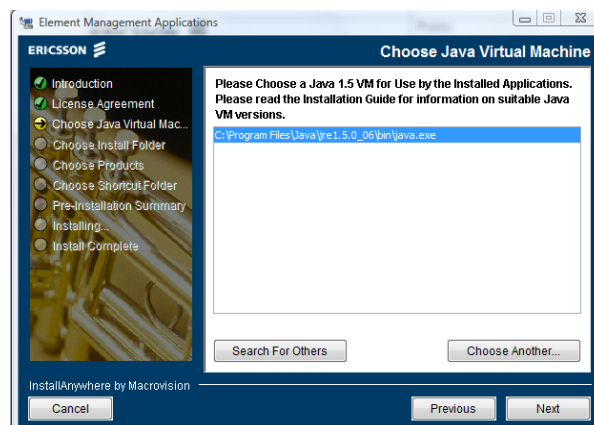 Element Management Applications
ERICSSON
Choose Java Virtual Machine
Introduction
License Agreement
Choose Java Virtual Mac...
Choose Install Folder
Choose Products
Choose Shortcut Folder
Pre-Installation Summary
Installing...
Install Complete
Please Choose a Java 1.5 VM for Use by the Installed Applications.
Please read the Installation Guide for information on suitable Java
VM versions.
C:\Program Files\Java\jre1.5.0_06\bin\java.exe
Search For Others
Choose Another...
InstallAnywhere by Macrovision
Cancel
Previous
Next